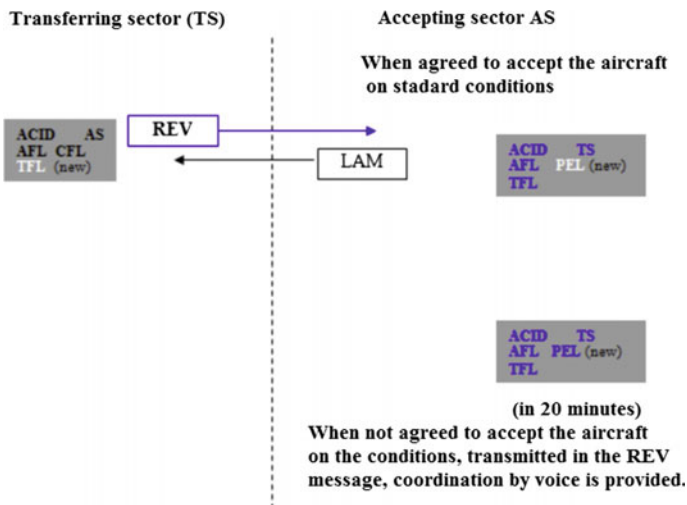 Transferring sector (TS)
Accepting sector AS
When agreed to accept the aircraft
on stadard conditions
REV
ACID AS
AFL CFL
TFL (new)
LAM
ACID TS
AFL PEL (new)
TFL
ACID TS
AFL PEL (new)
TFL
(in 20 minutes)
When not agreed to accept the aircraft
on the conditions, transmitted in the REV
message, coordination by voice is provided.